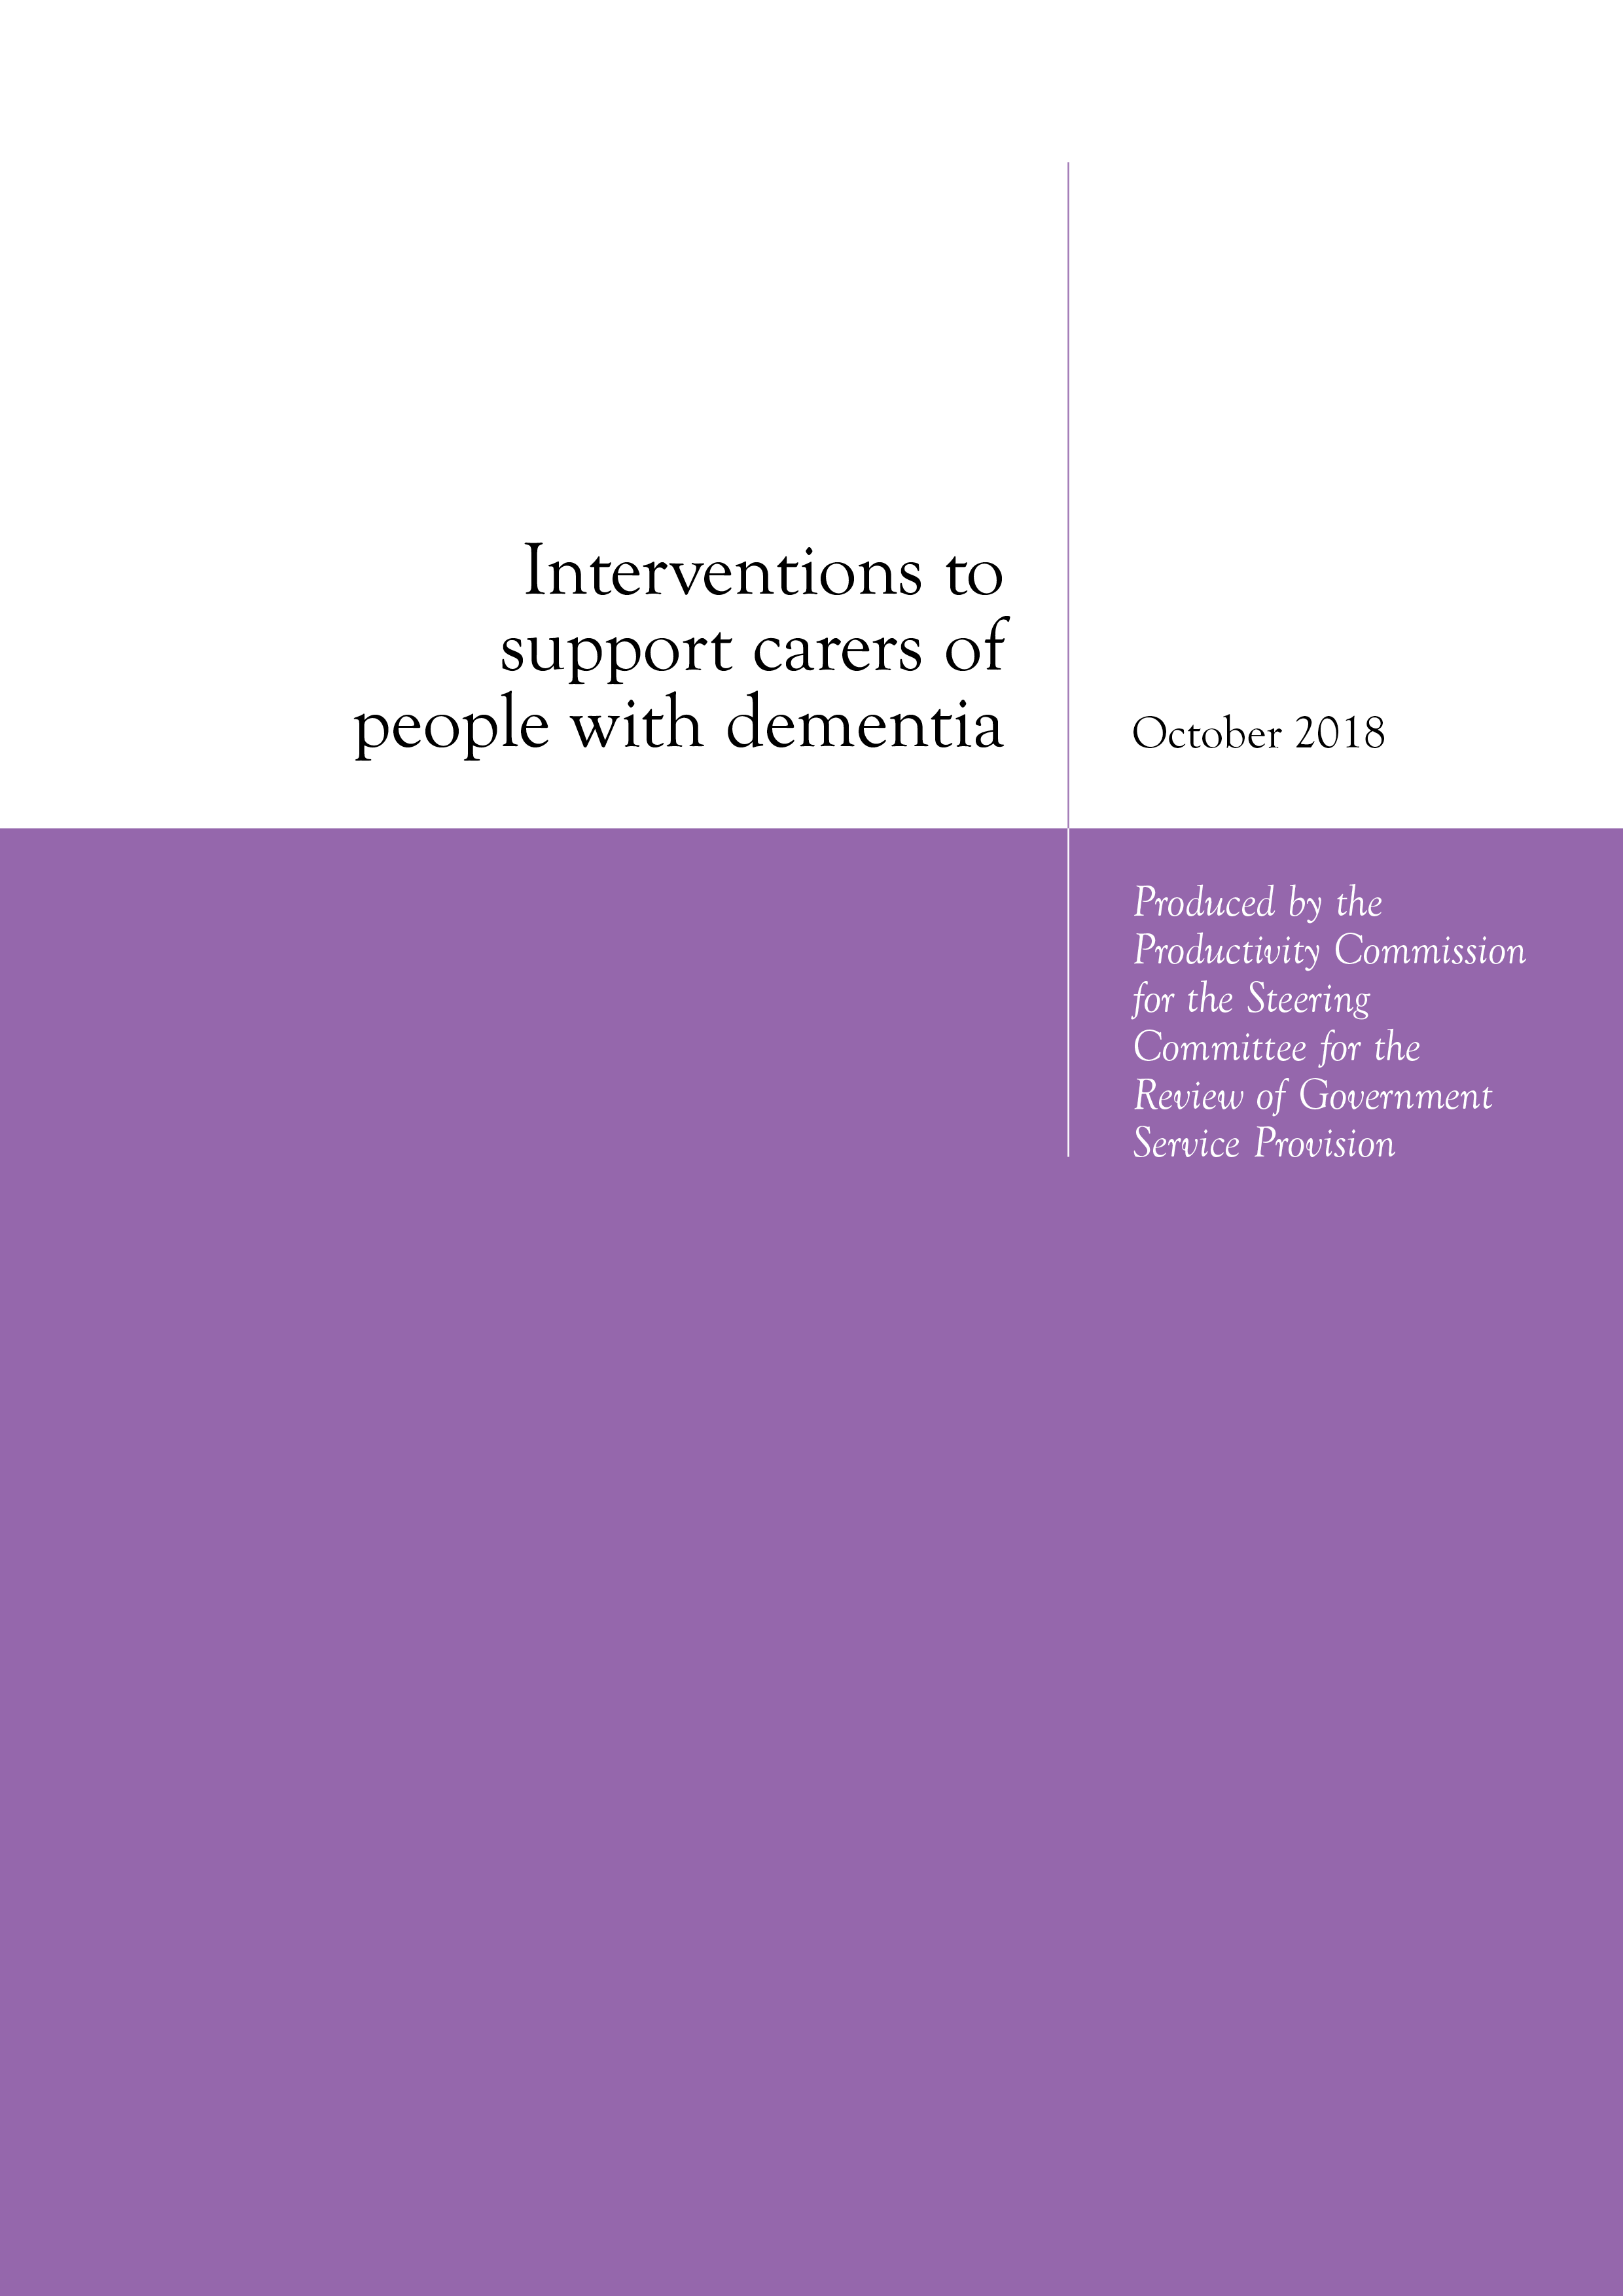 Interventions to
support carers of
people with dementia
October 2018
Produced by the
Productivity Commission
for the Steering
Committee for the
Review of Government
Service Provision